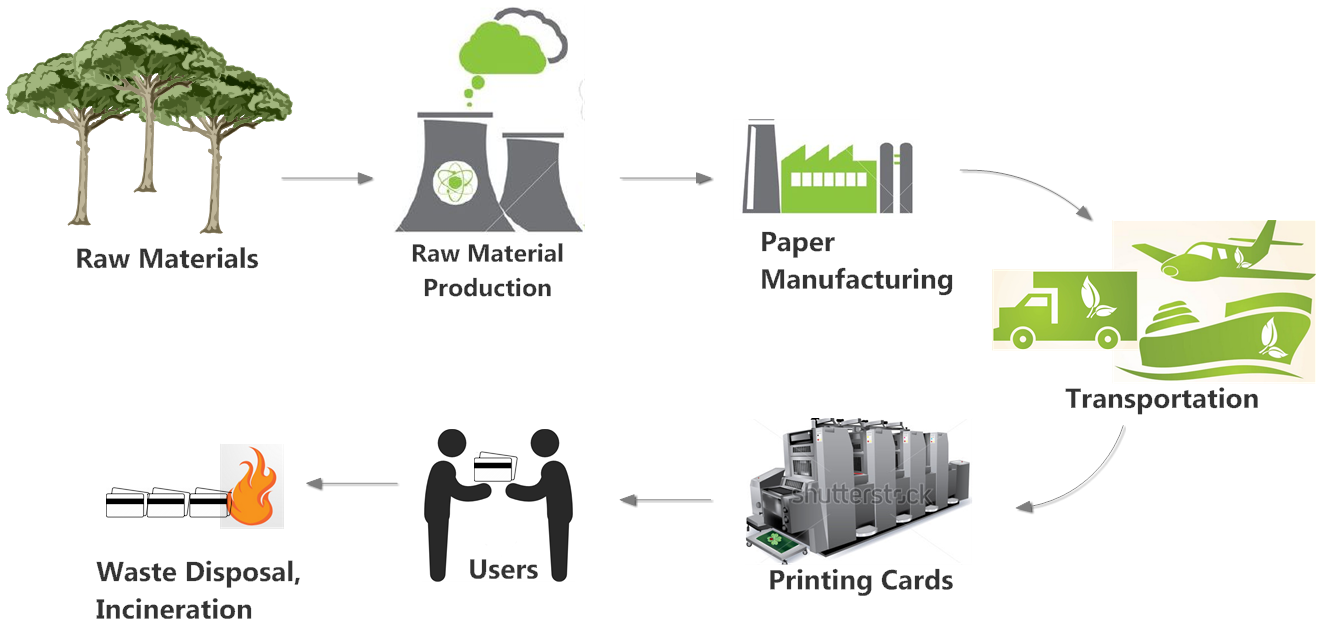 Raw Materials
Raw Material
Production
Paper
Manufacturing
Transportation
shutterstock
Printing Cards
Users
Waste Disposal,
Incineration